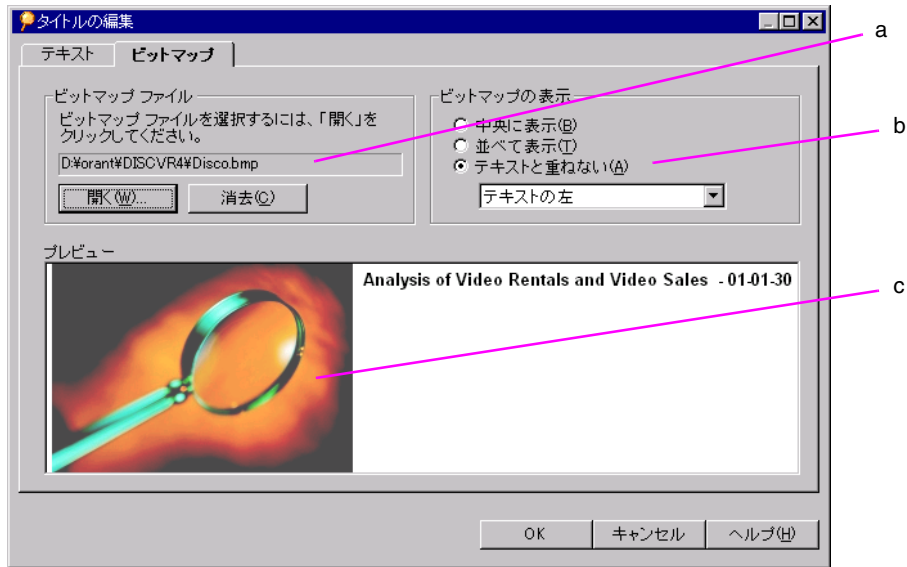 タイトルの編集
a
テキスト ビットマップ
ビットマップ ファイル
ビットマップ ファイルを選択するには、「開く」を
クリックしてください。
D:¥orant¥DISCVR4¥Disco.bmp
開く(W)... 消去(C)
ビットマップの表示
中央に表示(B)
並べて表示(T)
テキストと重ねない(A)
テキストの左
b
プレビュー
Analysis of Video Rentals and Video Sales - 01-01-30
c
OK キャンセル ヘルプ(H)